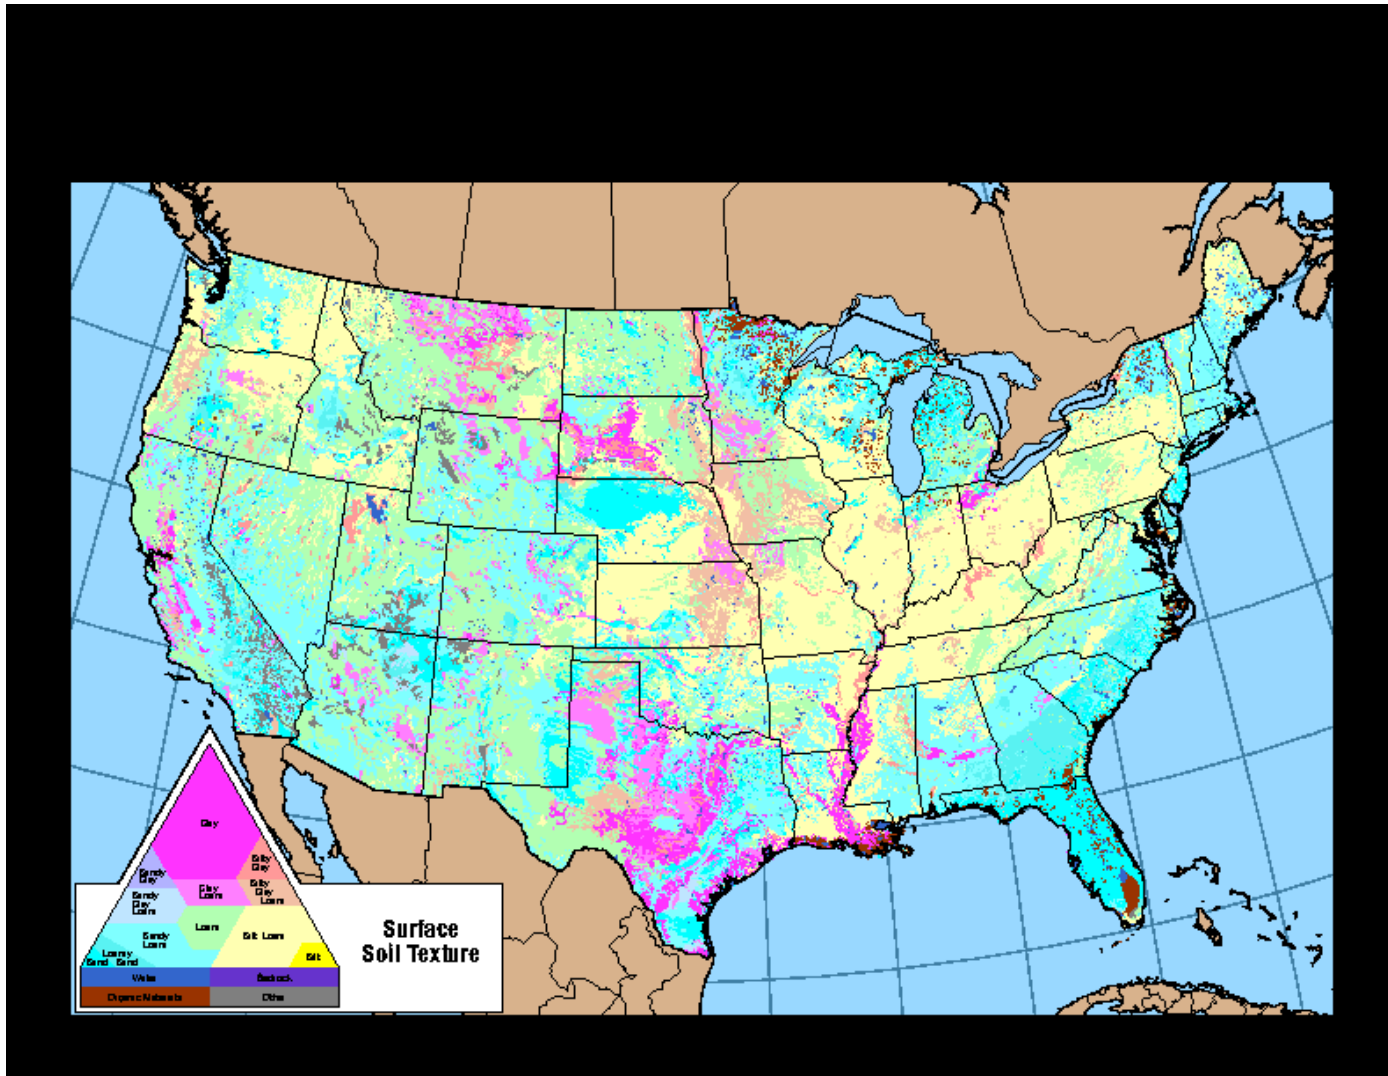 Clay
Sandy
Clay
Silty
Clay
Sandy
Clay
Loam
Clay
Loam
Silty
Clay
Loam
Sandy
Loam
Loam
Silt Loam
Loamy
Sand Sand
Silt
Water Bedrock
Organic Materials Other
Surface
Soil Texture